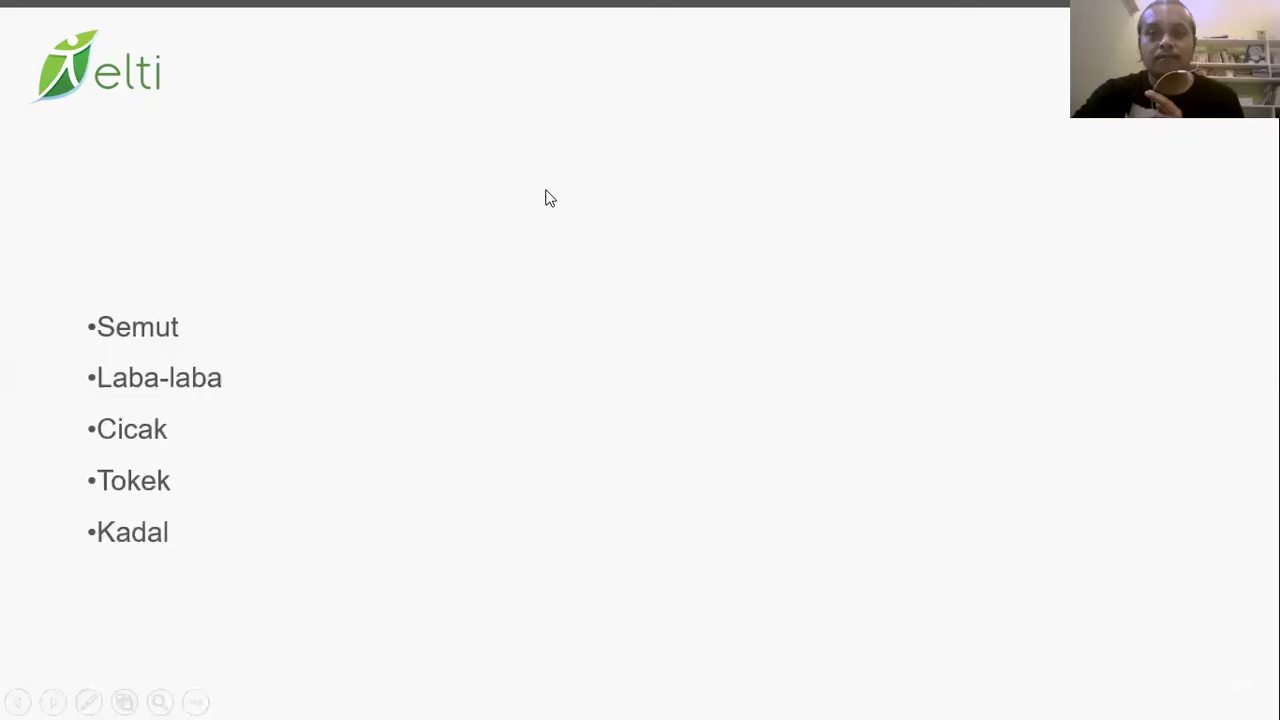 elti
•Semut
•Laba-laba
•Cicak
•Tokek
•Kadal